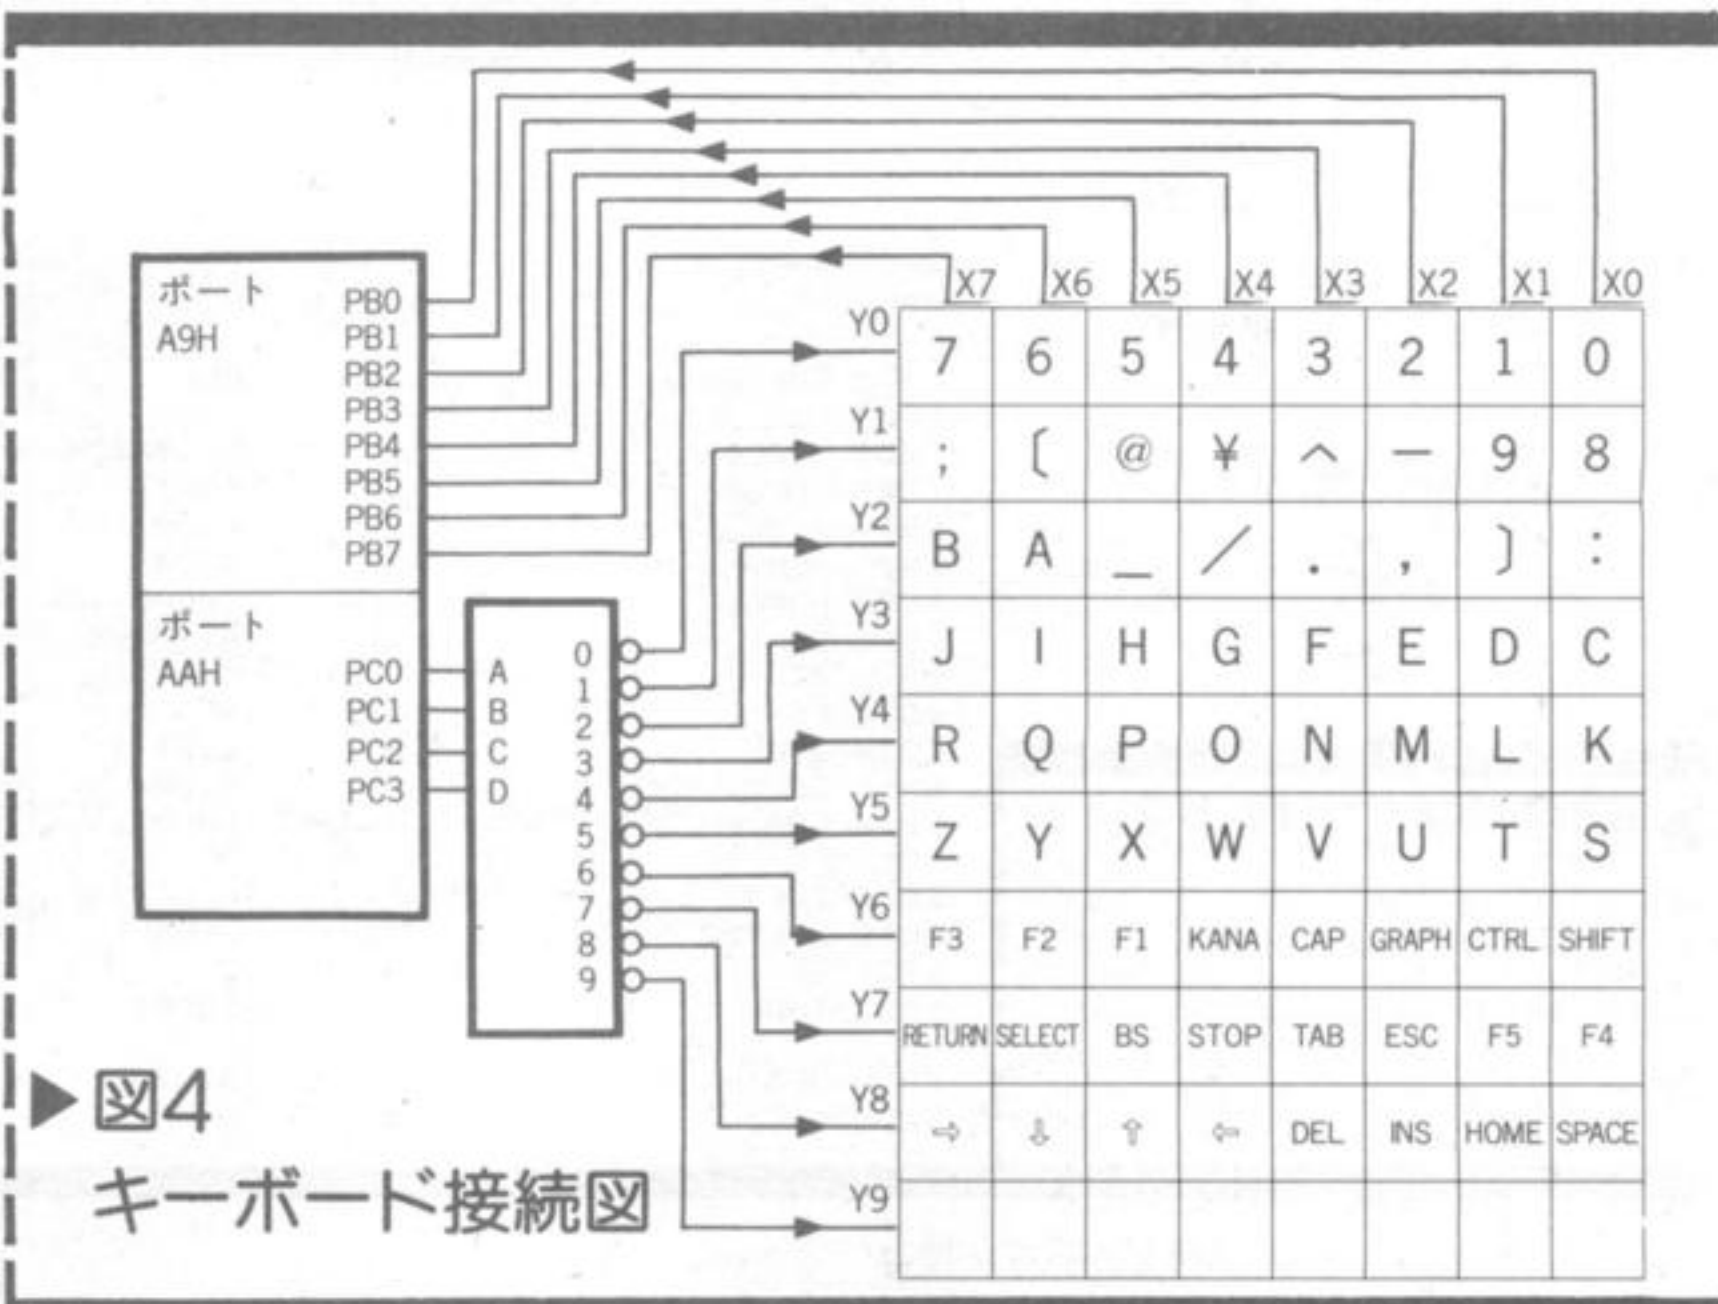 ポート
A9H
PB0
PB1
PB2
PB3
PB4
PB5
PB6
PB7
ポート
AAH
PC0
PC1
PC2
PC3
A
B
C
D
0
1
2
3
4
5
6
7
8
9
X7 X6 X5 X4 X3 X2 X1 X0
Y0 7 6 5 4 3 2 1 0
Y1 ; 〔 @ ¥ ^ − 9 8
Y2 B A _ / . , 〕 :
Y3 J I H G F E D C
Y4 R Q P O N M L K
Y5 Z Y X W V U T S
Y6 F3 F2 F1 KANA CAP GRAPH CTRL SHIFT
Y7 RETURN SELECT BS STOP TAB ESC F5 F4
Y8 ⇨ ⇩ ⇧ ⇦ DEL INS HOME SPACE
Y9
▶図4
キーボード接続図